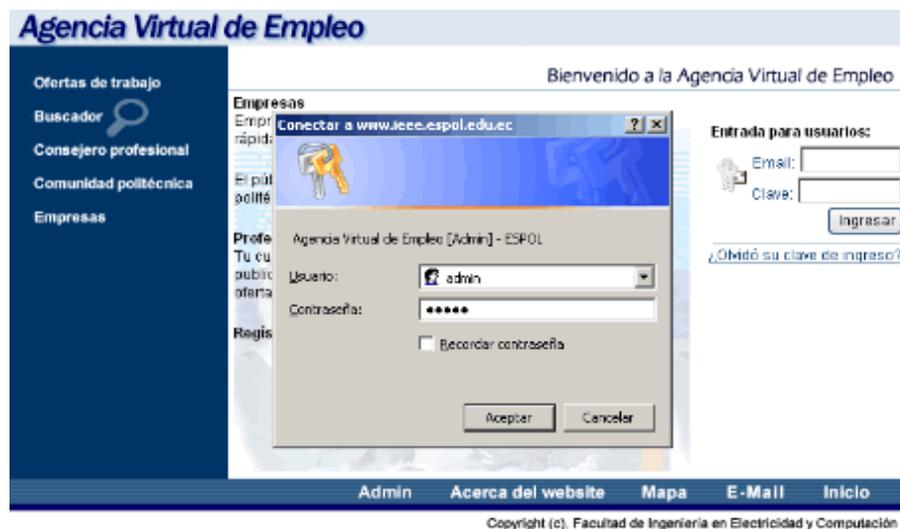 Agencia Virtual de Empleo
Bienvenido a la Agencia Virtual de Empleo
Ofertas de trabajo
Buscador
Consejero profesional
Comunidad politécnica
Empresas
Empresas
Conectar a www.ieee.espol.edu.ec
Agencia Virtual de Empleo [Admin] - ESPOL
Usuario:
admin
Contraseña:
•••••
Recordar contraseña
Aceptar
Cancelar
Entrada para usuarios:
Email:
Clave:
Ingresar
¿Olvidó su clave de ingreso?
Tu
Admin
Acerca del website
Mapa
E-Mail
Inicio
Copyright (c), Facultad de Ingeniería en Electricidad y Computación